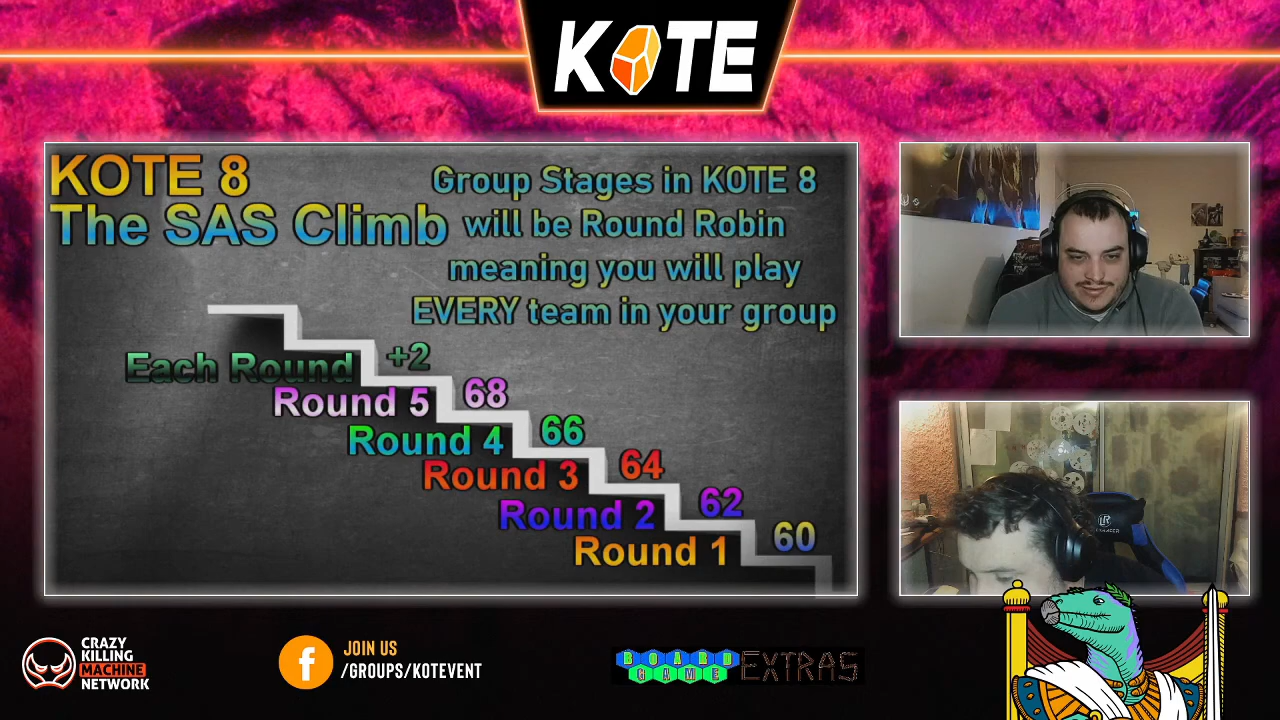 KOTE
KOTE 8
The SAS Climb
Group Stages in KOTE 8
will be Round Robin
meaning you will play
EVERY team in your group
Each Round +2
Round 5 68
Round 4 66
Round 3 64
Round 2 62
Round 1 60
CRAZY
KILLING
MACHINE
NETWORK
JOIN US
/GROUPS/KOTEVENT
BOARD
GAME
EXTRAS